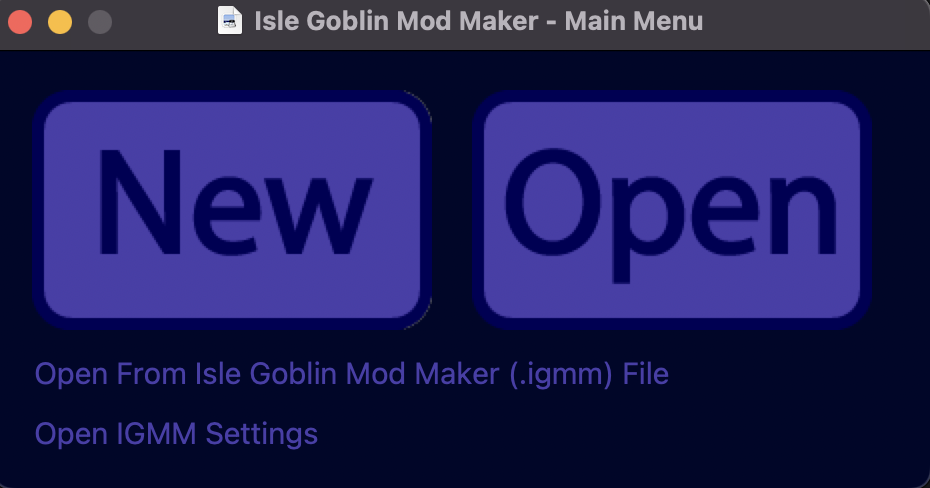 Isle Goblin Mod Maker - Main Menu
New
Open
Open From Isle Goblin Mod Maker (.igmm) File
Open IGMM Settings